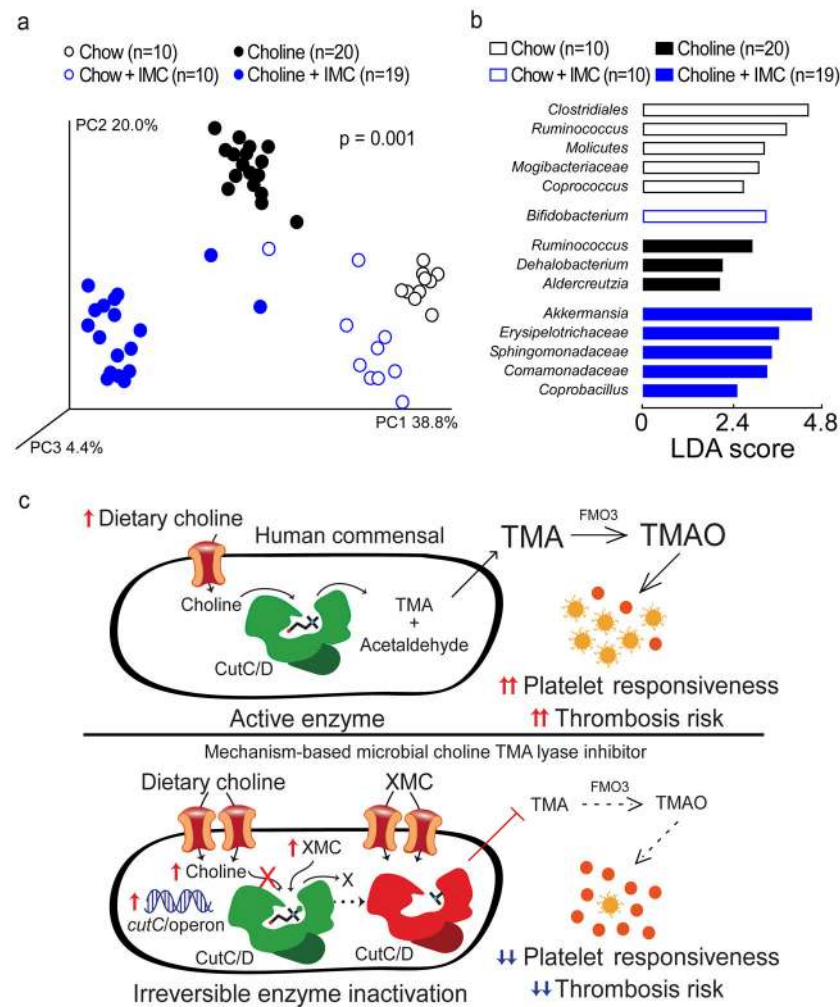 a
Chow (n=10)
Choline (n=20)
Chow + IMC (n=10)
Choline + IMC (n=19)
PC2 20.0%
p = 0.001
PC1 38.8%
PC3 4.4%
b
Chow (n=10)
Choline (n=20)
Chow + IMC (n=10)
Choline + IMC (n=19)
Clostridiales
Ruminococcus
Molicutes
Mogibacteriaceae
Coprococcus
Bifidobacterium
Ruminococcus
Dehalobacterium
Aldercreutzia
Akkermansia
Erysipelotrichaceae
Sphingomonadaceae
Comamonadaceae
Coprobacillus
0 2.4 4.8
LDA score
c
↑ Dietary choline
Human commensal
TMA
FMO3
TMAO
Choline
TMA
+
Acetaldehyde
CutC/D
↑↑ Platelet responsiveness
↑↑ Thrombosis risk
Active enzyme
Mechanism-based microbial choline TMA lyase inhibitor
Dietary choline
XMC
TMA
FMO3
TMAO
↑ XMC
↑ Choline
X
X
↑
cutC/operon
CutC/D
CutC/D
↓↓ Platelet responsiveness
↓↓ Thrombosis risk
Irreversible enzyme inactivation